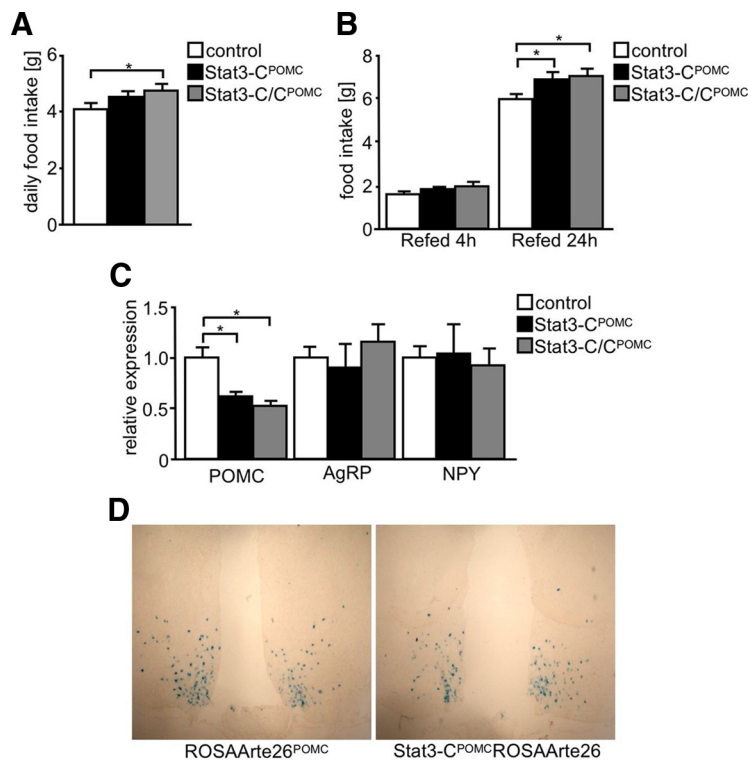 A
daily food intake [g]
6
4
2
0
*
control
Stat3-CPOMC
Stat3-C/CPOMC
B
food intake [g]
8
6
4
2
0
*
*
Refed 4h
Refed 24h
control
Stat3-CPOMC
Stat3-C/CPOMC
C
relative expression
1.5
1.0
0.5
0
*
*
POMC
AgRP
NPY
control
Stat3-CPOMC
Stat3-C/CPOMC
D
ROSAArte26POMC
Stat3-CPOMCROSAArte26